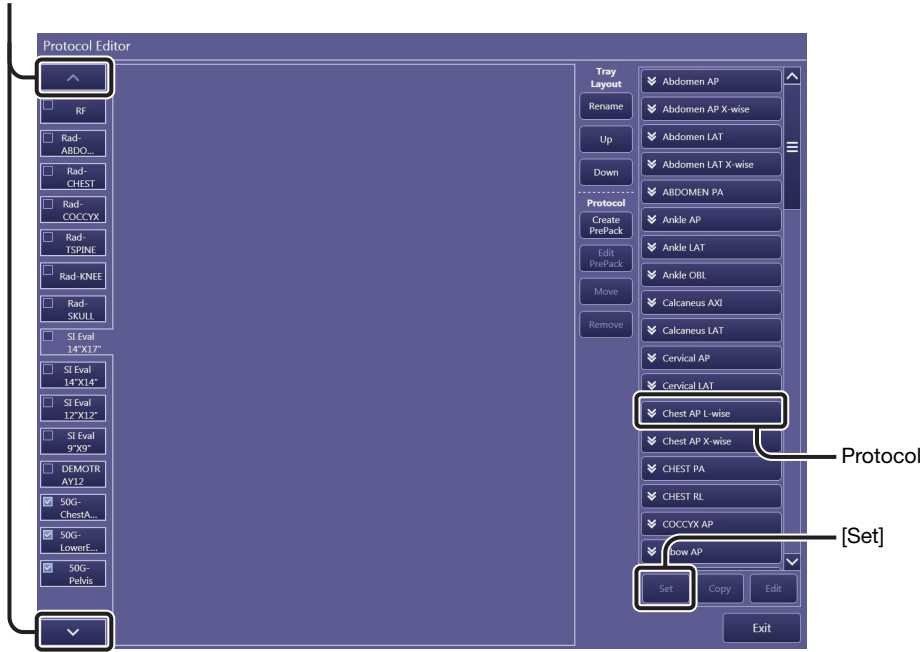 Protocol Editor
RF
Rad-
ABDO...
Rad-
CHEST
Rad-
COCCYX
Rad-
TSPINE
Rad-KNEE
Rad-
SKULL
SI Eval
14"X17"
SI Eval
14"X14"
SI Eval
12"X12"
SI Eval
9"X9"
DEMOTR
AY12
50G-
ChestA...
50G-
LowerE...
50G-
Pelvis
Tray
Layout
Rename
Up
Down
Protocol
Create
PrePack
Edit
PrePack
Move
Remove
Abdomen AP
Abdomen AP X-wise
Abdomen LAT
Abdomen LAT X-wise
ABDOMEN PA
Ankle AP
Ankle LAT
Ankle OBL
Calcaneus AXI
Calcaneus LAT
Cervical AP
Cervical LAT
Chest AP L-wise
Chest AP X-wise
CHEST PA
CHEST RL
COCCYX AP
bow AP
Set
Copy
Edit
Exit
Protocol
[Set]